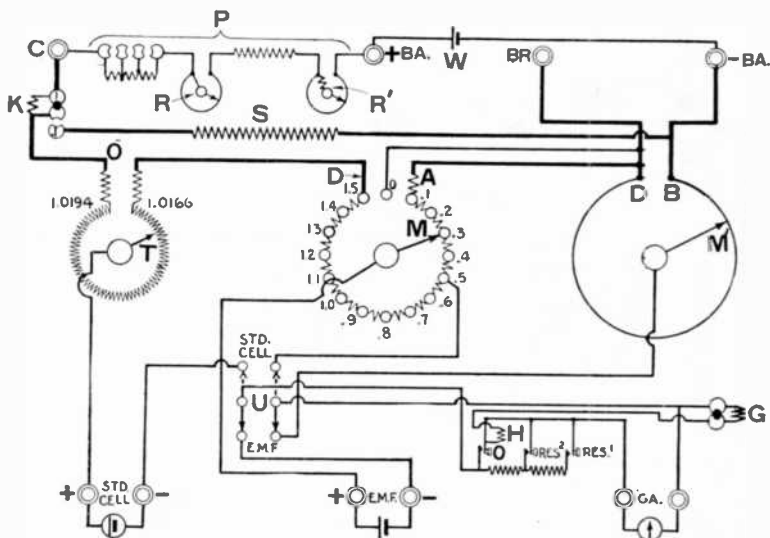 P
C
+BA.
W
BR
-BA.
K
R
R'
S
O
D
1.5
0
A
D B
1.0194
1.0166
1.4
1.3
1.2
1.1
1.0
.9
.8
.7
.6
.5
.4
.3
.2
.1
T
M
M'
STD. CELL
U
E.M.F
H
O
RES.²
RES.¹
G
+ STD CELL -
+ E.M.F. -
GA.